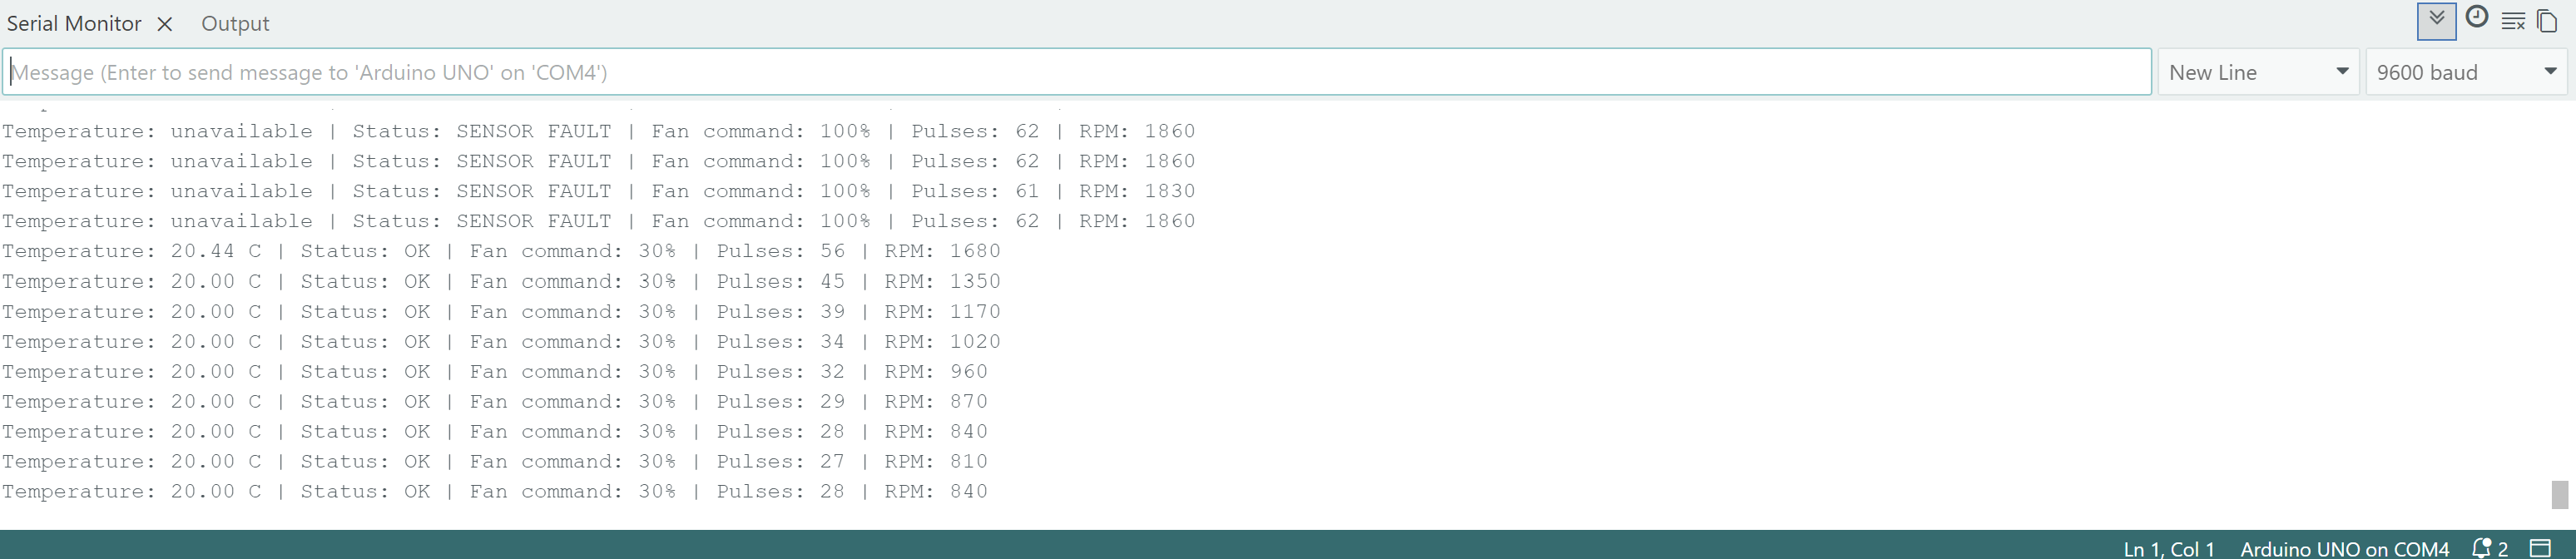 Serial Monitor Output
Message (Enter to send message to 'Arduino UNO' on 'COM4') New Line 9600 baud
Temperature: unavailable | Status: SENSOR FAULT | Fan command: 100% | Pulses: 62 | RPM: 1860
Temperature: unavailable | Status: SENSOR FAULT | Fan command: 100% | Pulses: 62 | RPM: 1860
Temperature: unavailable | Status: SENSOR FAULT | Fan command: 100% | Pulses: 61 | RPM: 1830
Temperature: unavailable | Status: SENSOR FAULT | Fan command: 100% | Pulses: 62 | RPM: 1860
Temperature: 20.44 C | Status: OK | Fan command: 30% | Pulses: 56 | RPM: 1680
Temperature: 20.00 C | Status: OK | Fan command: 30% | Pulses: 45 | RPM: 1350
Temperature: 20.00 C | Status: OK | Fan command: 30% | Pulses: 39 | RPM: 1170
Temperature: 20.00 C | Status: OK | Fan command: 30% | Pulses: 34 | RPM: 1020
Temperature: 20.00 C | Status: OK | Fan command: 30% | Pulses: 32 | RPM: 960
Temperature: 20.00 C | Status: OK | Fan command: 30% | Pulses: 29 | RPM: 870
Temperature: 20.00 C | Status: OK | Fan command: 30% | Pulses: 28 | RPM: 840
Temperature: 20.00 C | Status: OK | Fan command: 30% | Pulses: 27 | RPM: 810
Temperature: 20.00 C | Status: OK | Fan command: 30% | Pulses: 28 | RPM: 840
Ln 1, Col 1 Arduino UNO on COM4 2